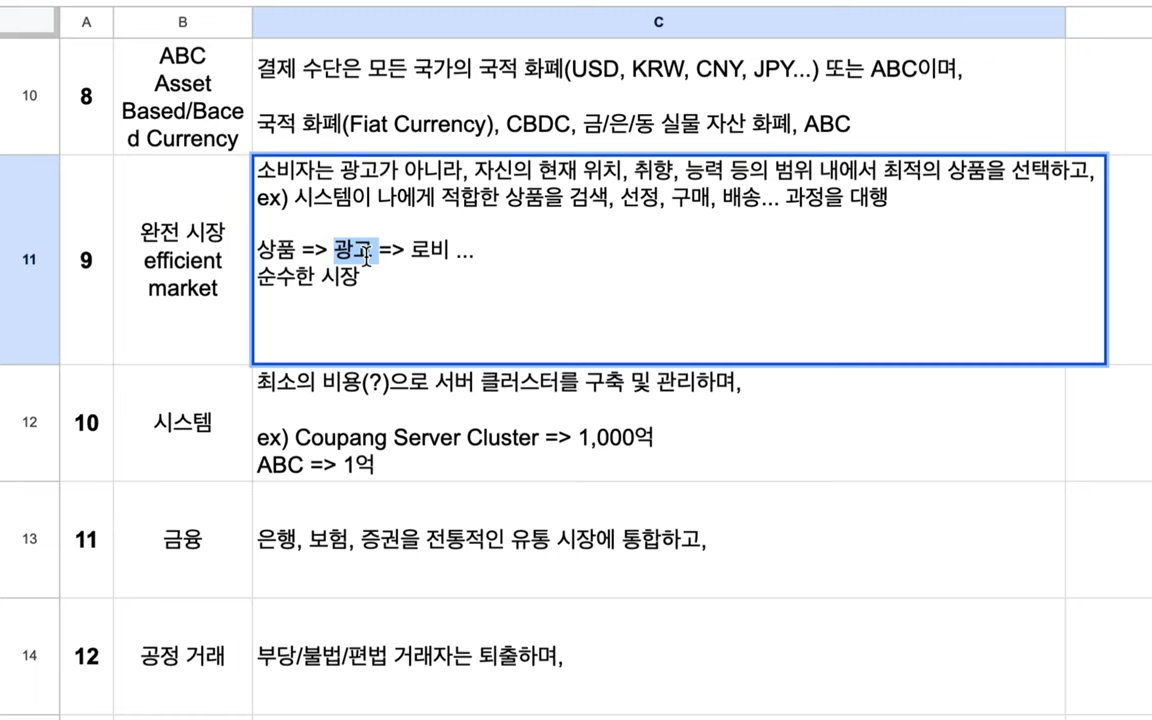 A
B
C
10
8
ABC
Asset
Based/Bace
d Currency
결제 수단은 모든 국가의 국적 화폐(USD, KRW, CNY, JPY...) 또는 ABC이며,
국적 화폐(Fiat Currency), CBDC, 금/은/동 실물 자산 화폐, ABC
11
9
완전 시장
efficient
market
소비자는 광고가 아니라, 자신의 현재 위치, 취향, 능력 등의 범위 내에서 최적의 상품을 선택하고,
ex) 시스템이 나에게 적합한 상품을 검색, 선정, 구매, 배송... 과정을 대행
상품 => 광고 => 로비 ...
순수한 시장
12
10
시스템
최소의 비용(?)으로 서버 클러스터를 구축 및 관리하며,
ex) Coupang Server Cluster => 1,000억
ABC => 1억
13
11
금융
은행, 보험, 증권을 전통적인 유통 시장에 통합하고,
14
12
공정 거래
부당/불법/편법 거래자는 퇴출하며,